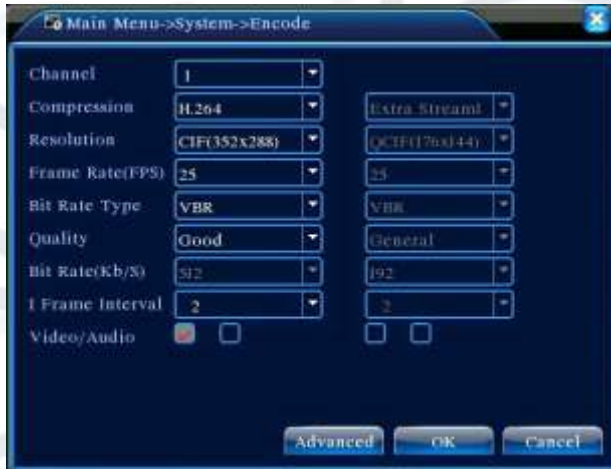 Main Menu->System->Encode
Channel 1
Compression H.264 Extra Stream1
Resolution CIF(352x288) QCIF(176x144)
Frame Rate(FPS) 25 25
Bit Rate Type VBR VBR
Quality Good General
Bit Rate(Kb/S) 512 192
I Frame Interval 2 2
Video/Audio
Advanced OK Cancel